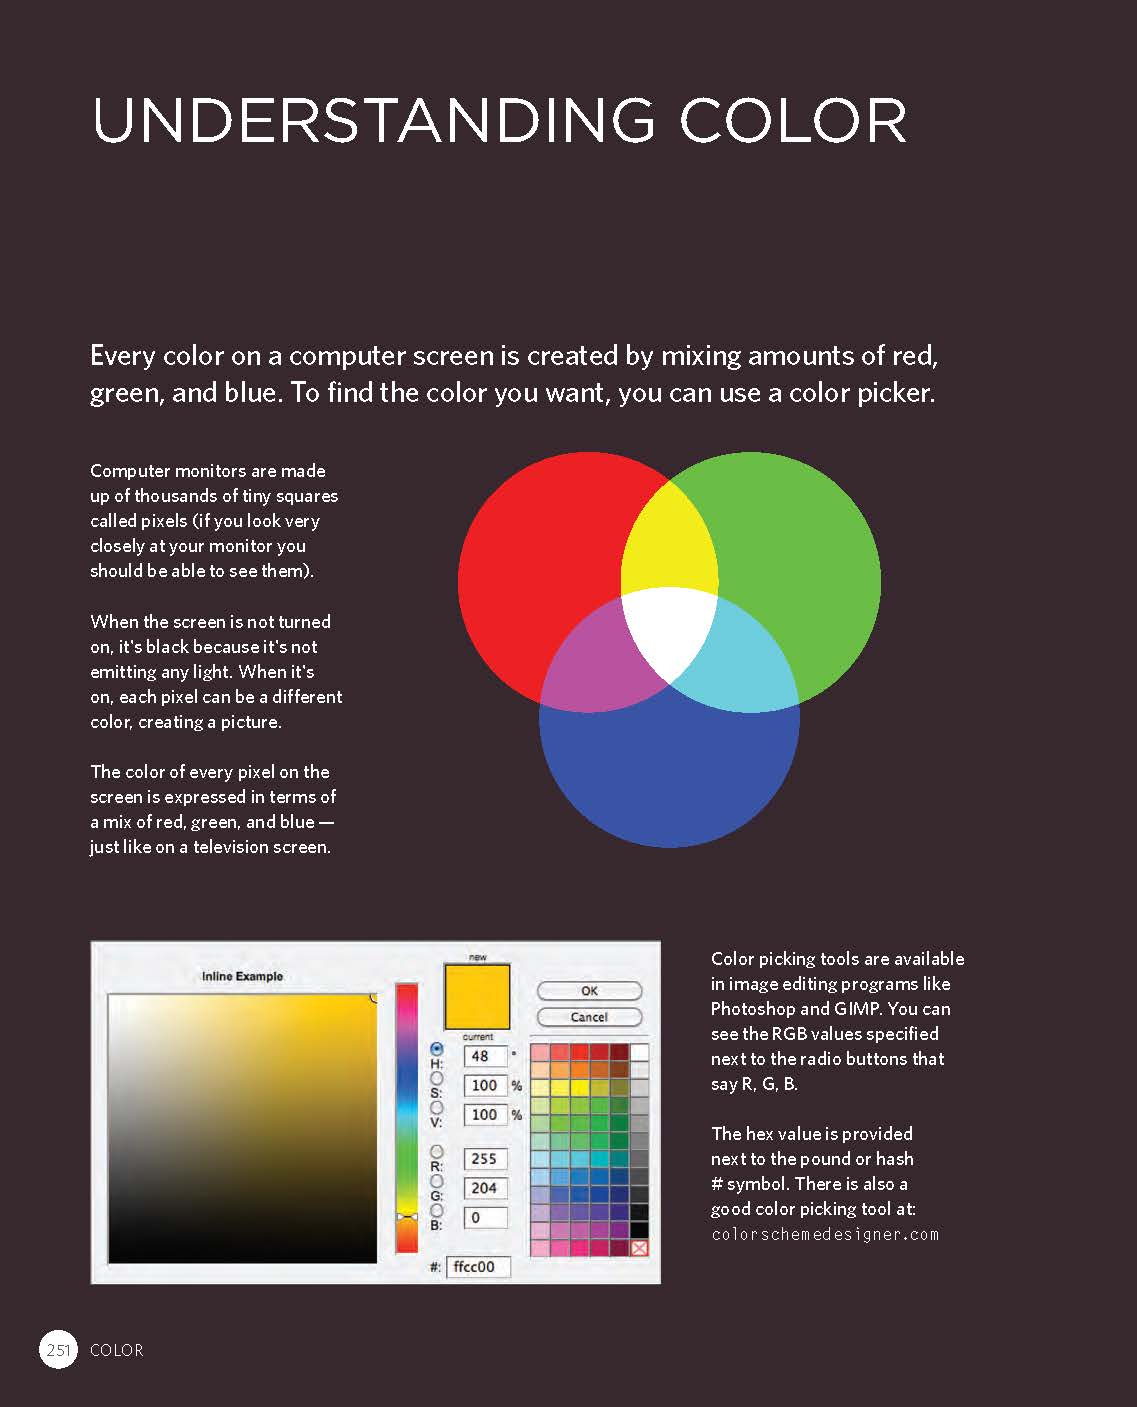 UNDERSTANDING COLOR
Every color on a computer screen is created by mixing amounts of red,
green, and blue. To find the color you want, you can use a color picker.
Computer monitors are made
up of thousands of tiny squares
called pixels (if you look very
closely at your monitor you
should be able to see them).
When the screen is not turned
on, it's black because it's not
emitting any light. When it's
on, each pixel can be a different
color, creating a picture.
The color of every pixel on the
screen is expressed in terms of
a mix of red, green, and blue —
just like on a television screen.
Inline Example
new
current
H: 48 °
S: 100 %
V: 100 %
R: 255
G: 204
B: 0
#: ffcc00
OK
Cancel
Color picking tools are available
in image editing programs like
Photoshop and GIMP. You can
see the RGB values specified
next to the radio buttons that
say R, G, B.
The hex value is provided
next to the pound or hash
# symbol. There is also a
good color picking tool at:
colorschemedesigner.com
251 COLOR